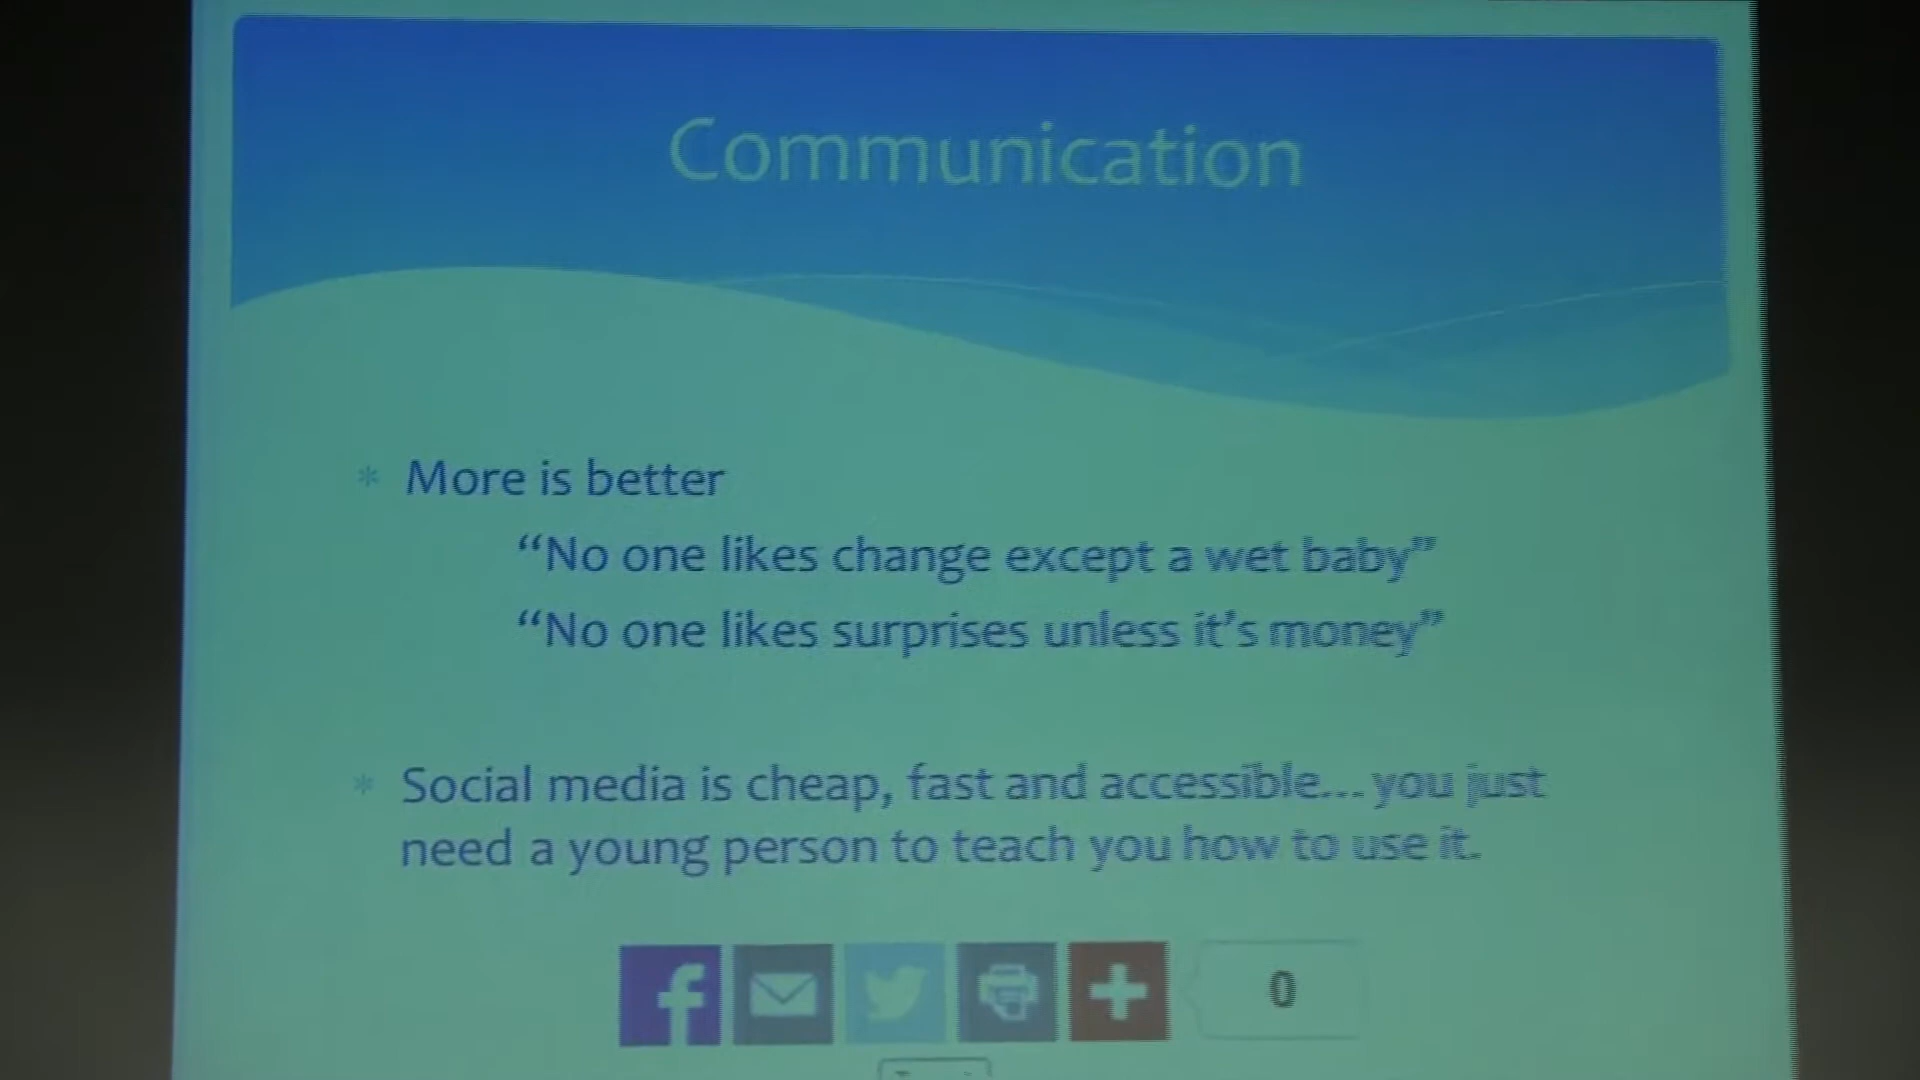 Communication
* More is better
“No one likes change except a wet baby”
“No one likes surprises unless it’s money”
* Social media is cheap, fast and accessible... you just
need a young person to teach you how to use it.
f
0